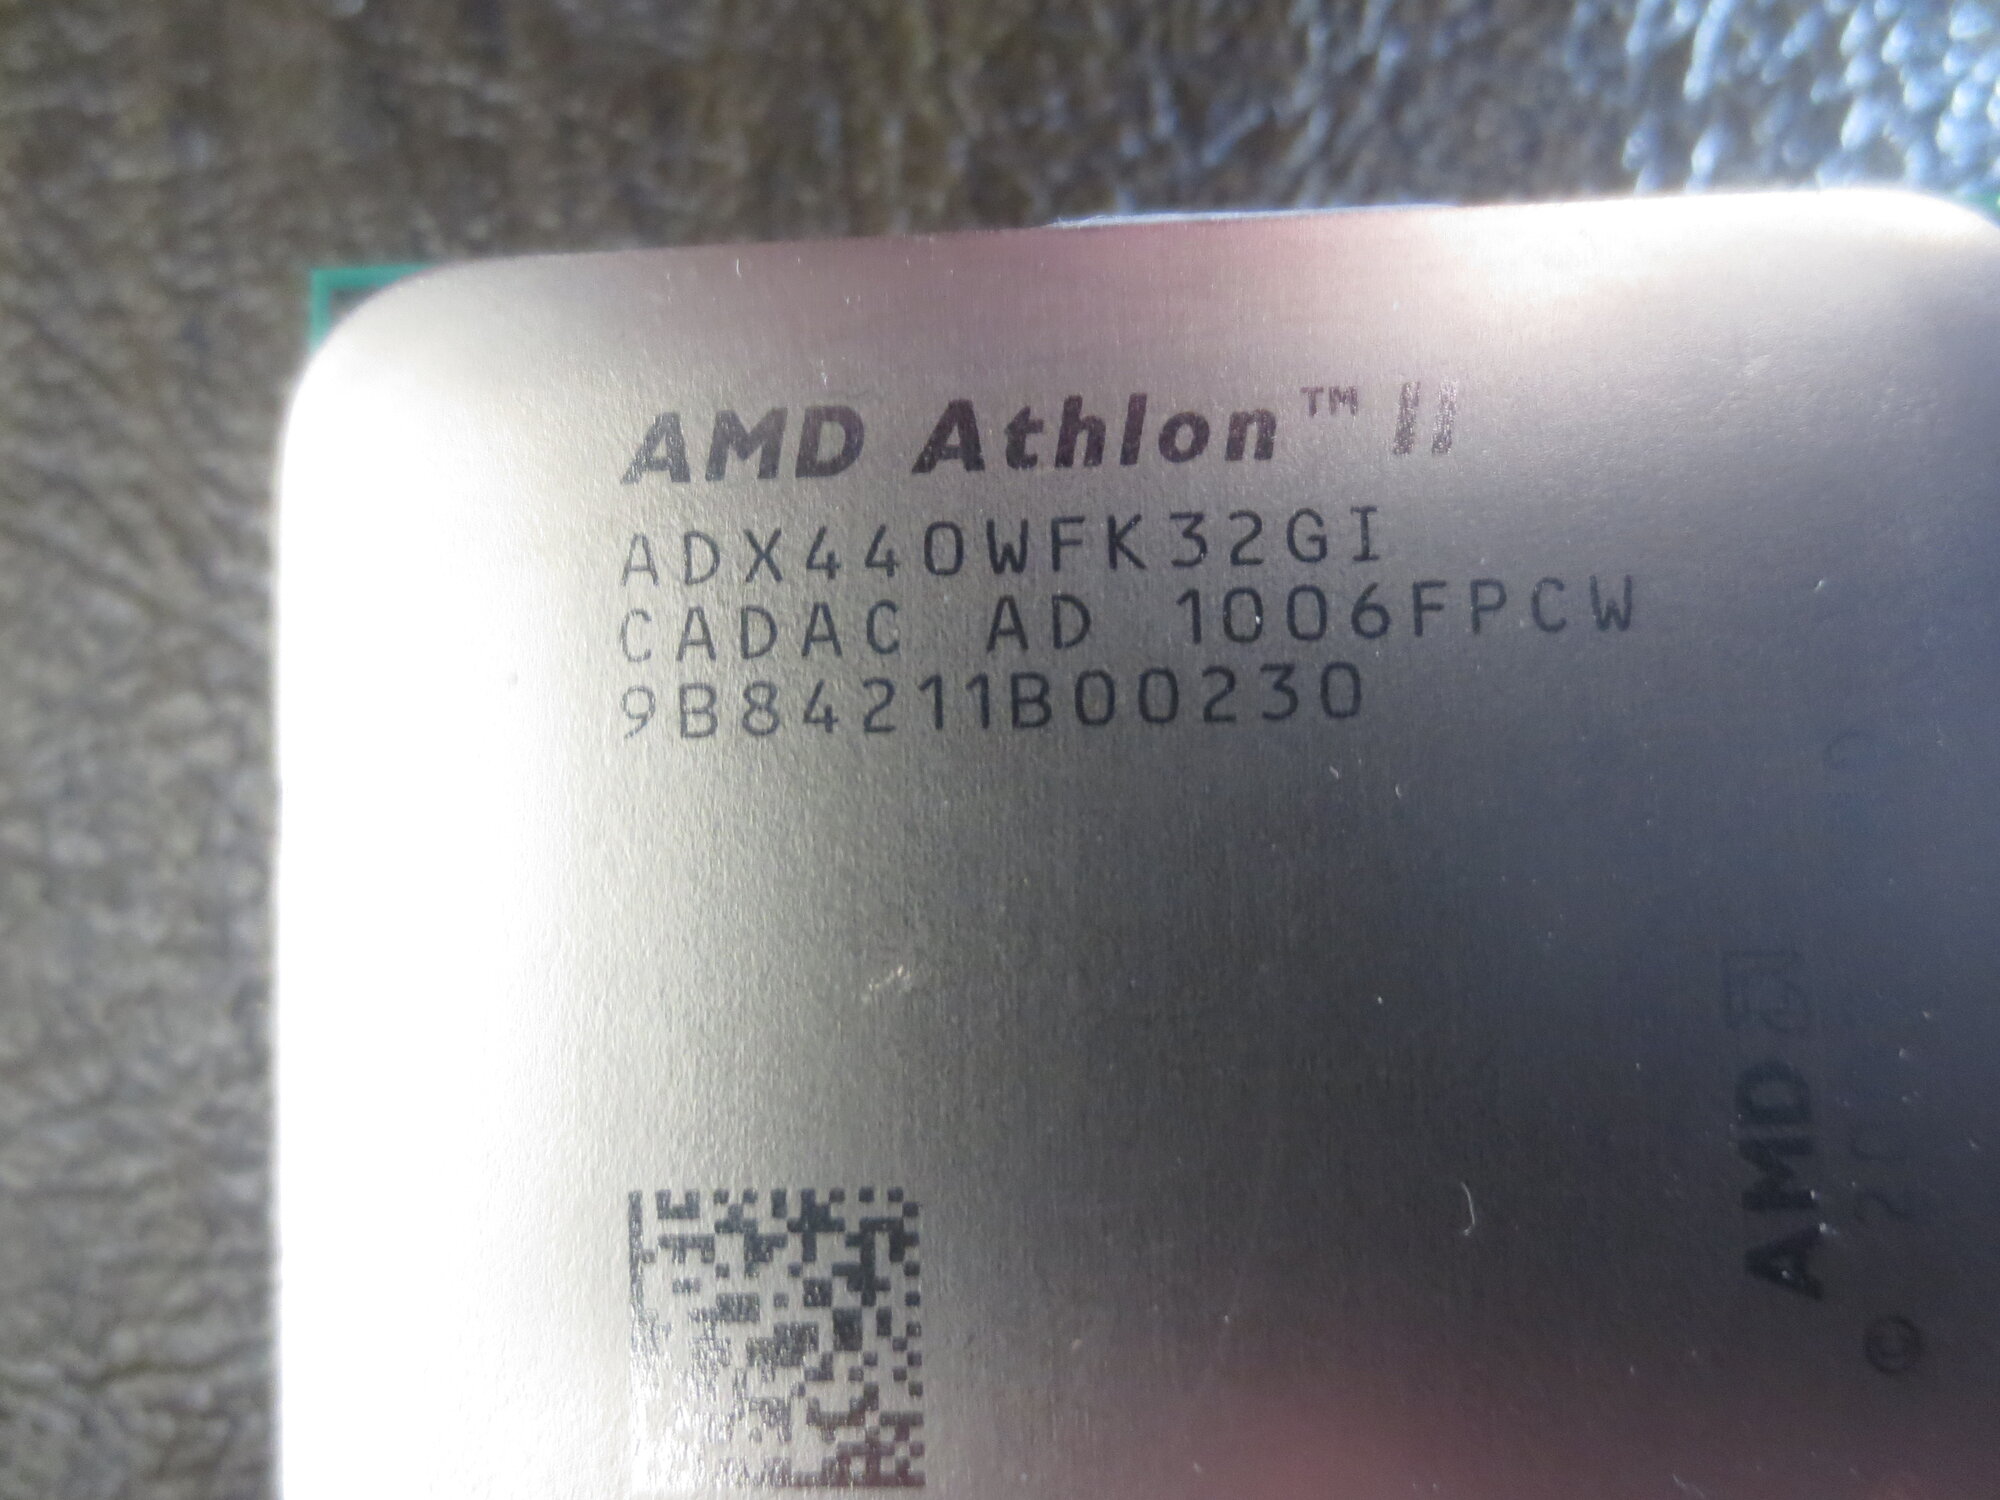 AMD Athlon™ II
ADX440WFK32GI
CADAC AD 1006FPCW
9B84211B00230
AMD
©